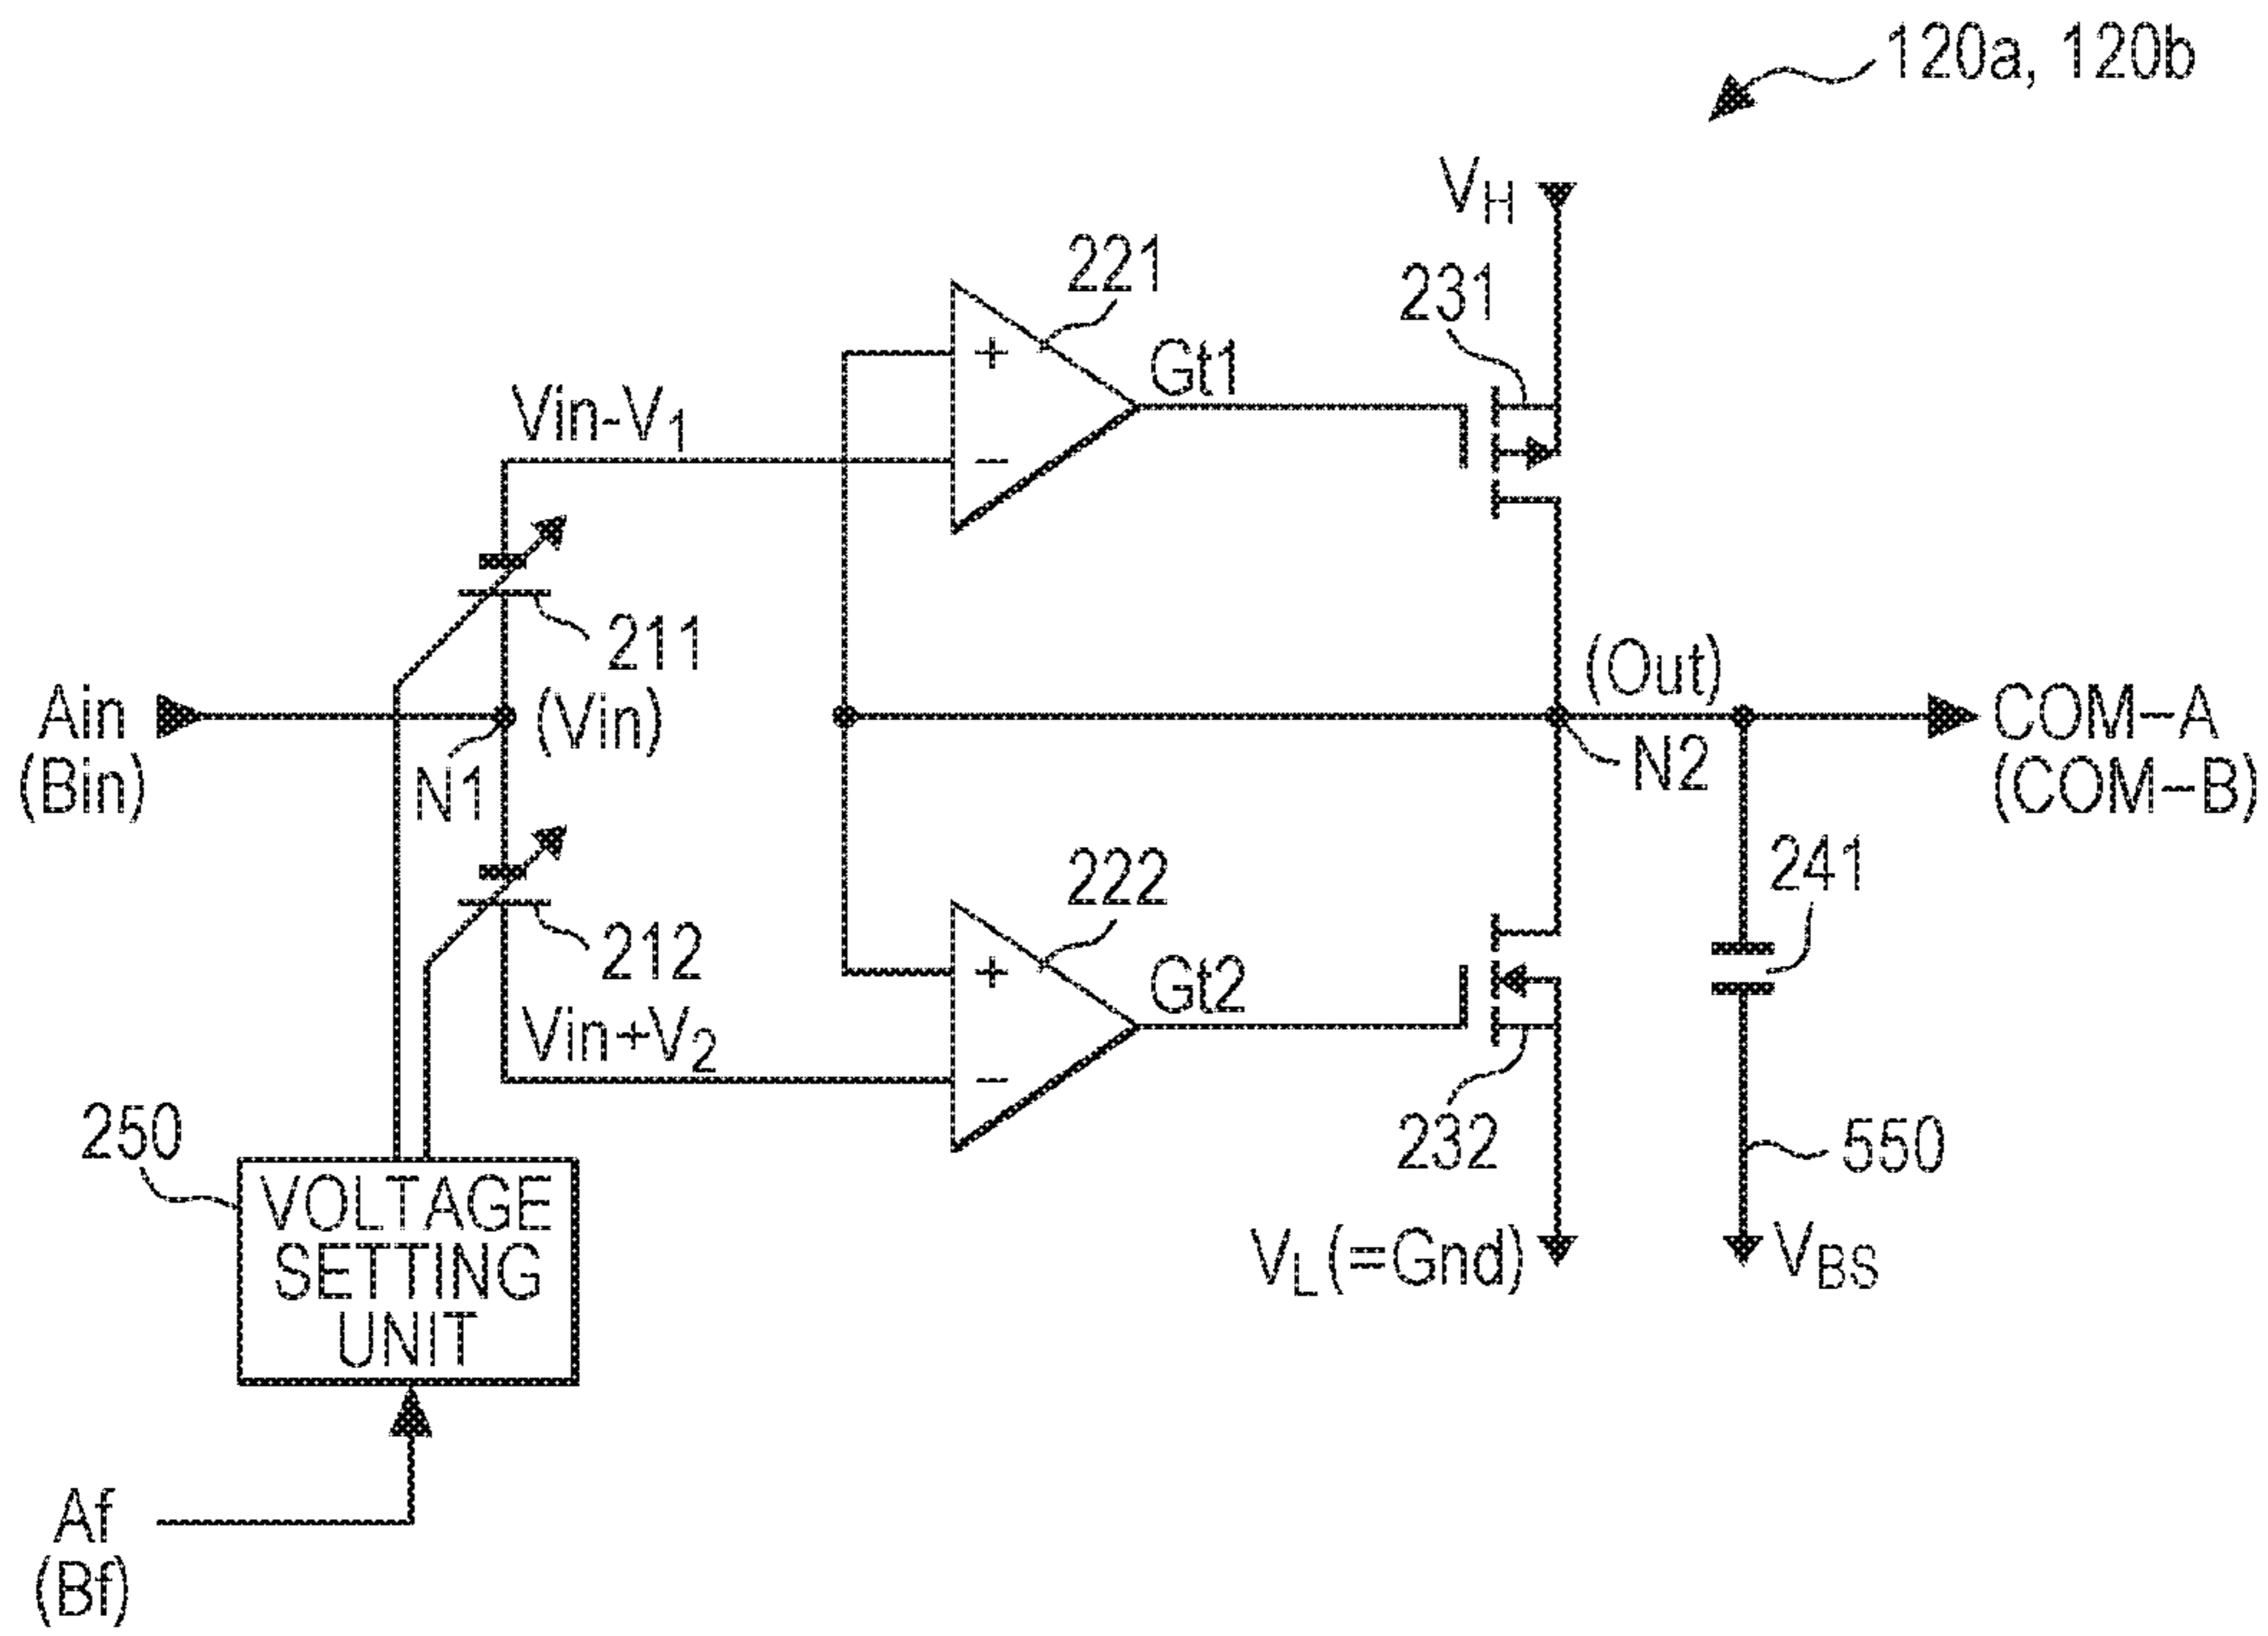 120a, 120b
VH
221
231
Gt1
Vin-V1
+
−
211
(Out)
Ain
(Bin)
(Vin)
N1
N2
COM−A
(COM−B)
241
222
212
Gt2
Vin+V2
+
−
250
232
550
VOLTAGE
SETTING
UNIT
VL(=Gnd)
VBS
Af
(Bf)